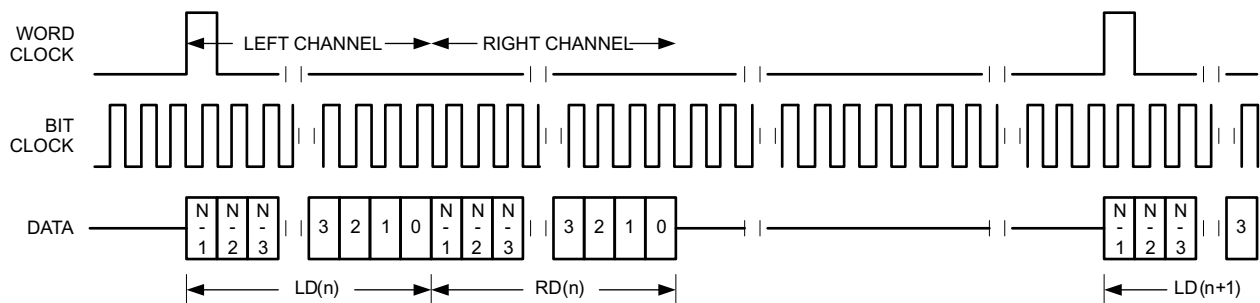 WORD
CLOCK
LEFT CHANNEL
RIGHT CHANNEL
BIT
CLOCK
DATA
N
-
1
N
-
2
N
-
3
3 2 1 0
N
-
1
N
-
2
N
-
3
3 2 1 0
N
-
1
N
-
2
N
-
3
3
LD(n)
RD(n)
LD(n+1)